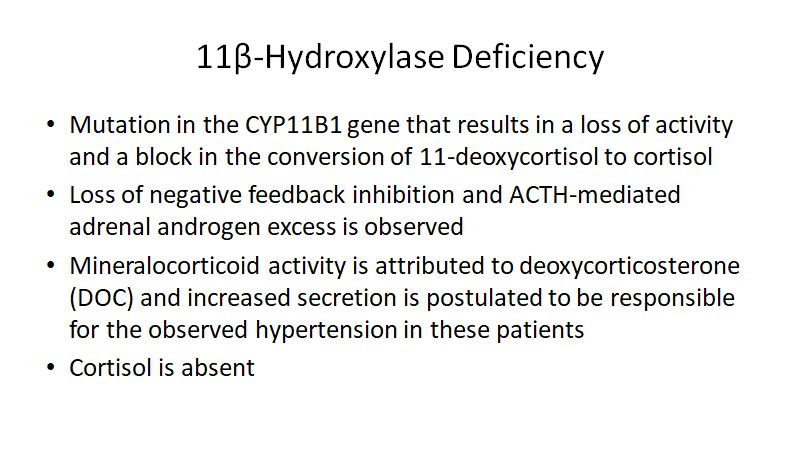 11β-Hydroxylase Deficiency
• Mutation in the CYP11B1 gene that results in a loss of activity
and a block in the conversion of 11-deoxycortisol to cortisol
• Loss of negative feedback inhibition and ACTH-mediated
adrenal androgen excess is observed
• Mineralocorticoid activity is attributed to deoxycorticosterone
(DOC) and increased secretion is postulated to be responsible
for the observed hypertension in these patients
• Cortisol is absent